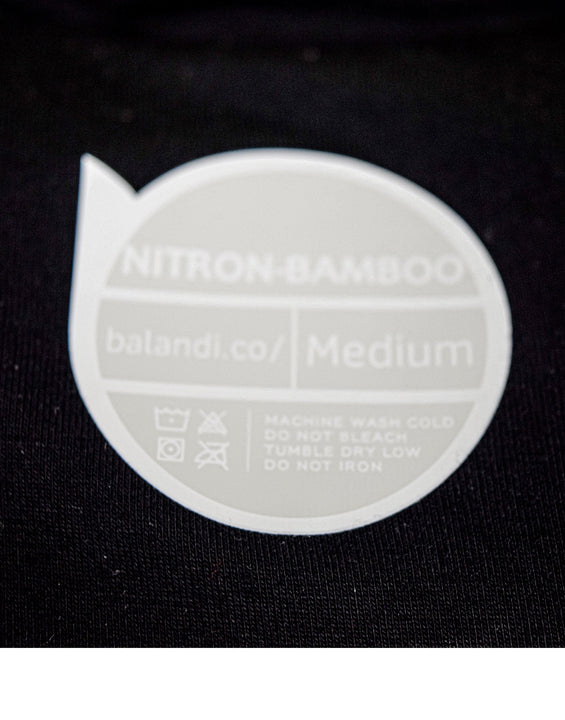 NITRON-BAMBOO
balandi.co/
Medium
MACHINE WASH COLD
DO NOT BLEACH
TUMBLE DRY LOW
DO NOT IRON